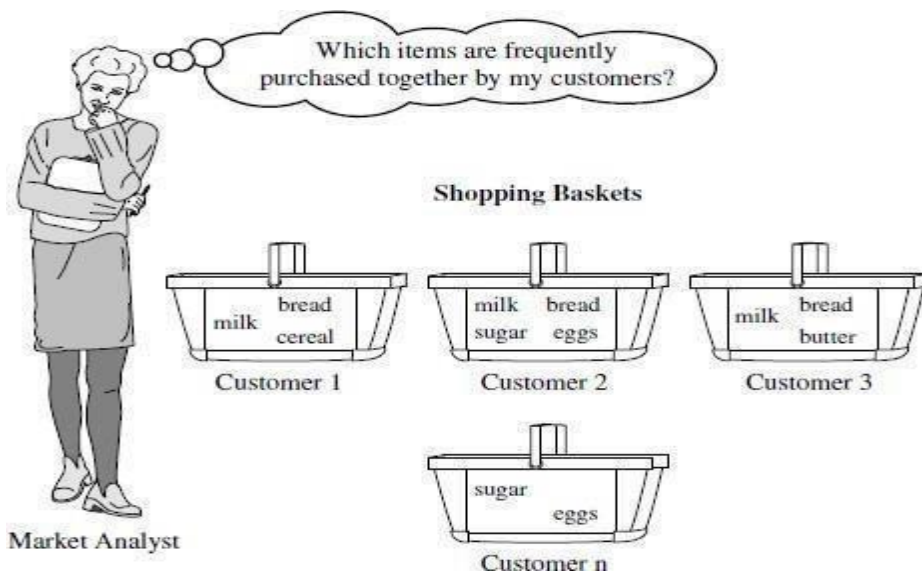 Which items are frequently
purchased together by my customers?
Shopping Baskets
milk bread
cereal
Customer 1
milk bread
sugar eggs
Customer 2
milk bread
butter
Customer 3
sugar
eggs
Customer n
Market Analyst